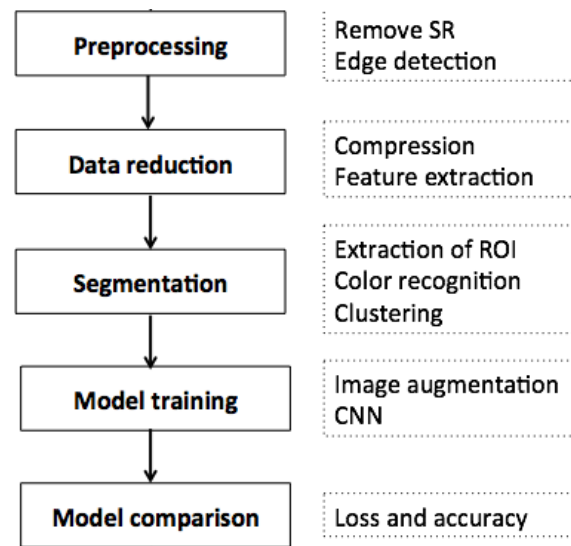 Preprocessing
Remove SR
Edge detection
Data reduction
Compression
Feature extraction
Segmentation
Extraction of ROI
Color recognition
Clustering
Model training
Image augmentation
CNN
Model comparison
Loss and accuracy